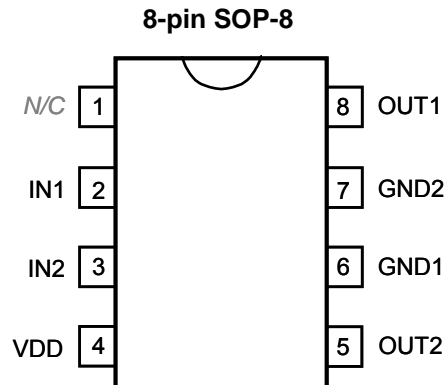 8-pin SOP-8
N/C 1 8 OUT1
IN1 2 7 GND2
IN2 3 6 GND1
VDD 4 5 OUT2